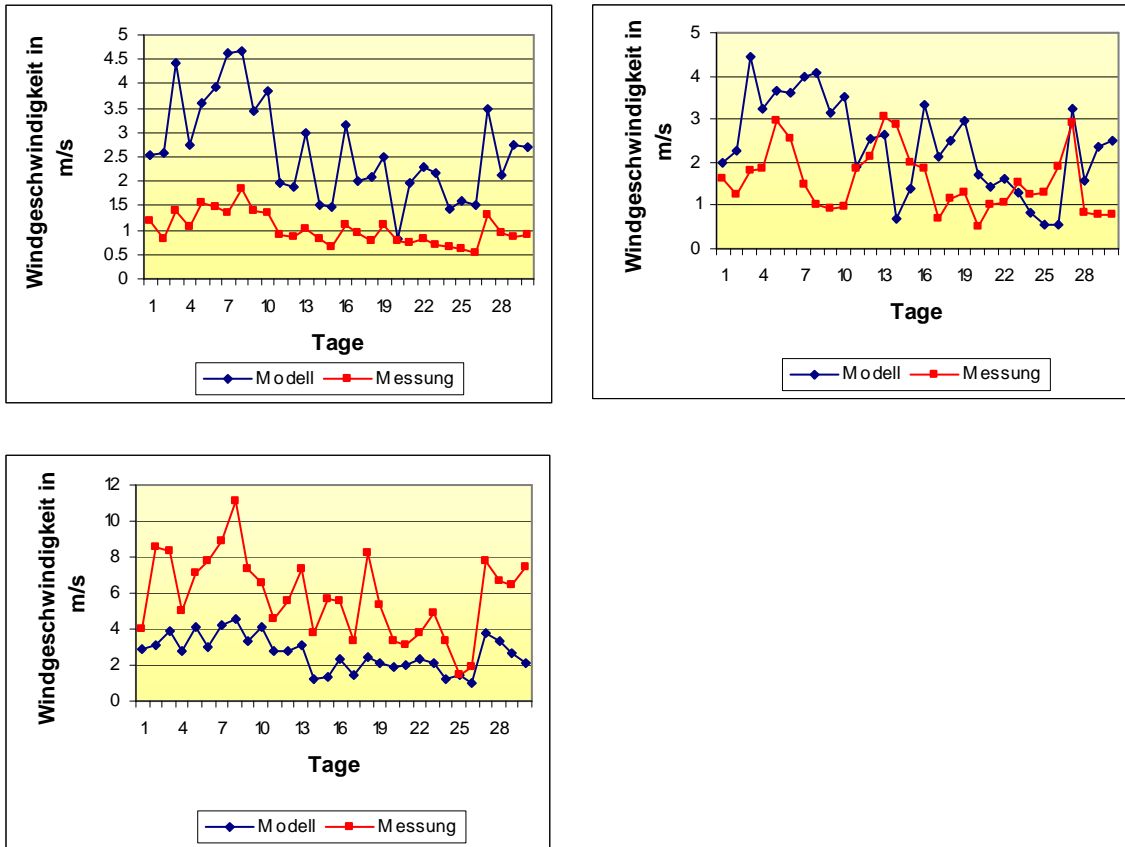 Windgeschwindigkeit in
m/s
5
4.5
4
3.5
3
2.5
2
1.5
1
0.5
0
1 4 7 10 13 16 19 22 25 28
Tage
Modell Messung
Windgeschwindigkeit in
m/s
5
4
3
2
1
0
1 4 7 10 13 16 19 22 25 28
Tage
Modell Messung
Windgeschwindigkeit in
m/s
12
10
8
6
4
2
0
1 4 7 10 13 16 19 22 25 28
Tage
Modell Messung